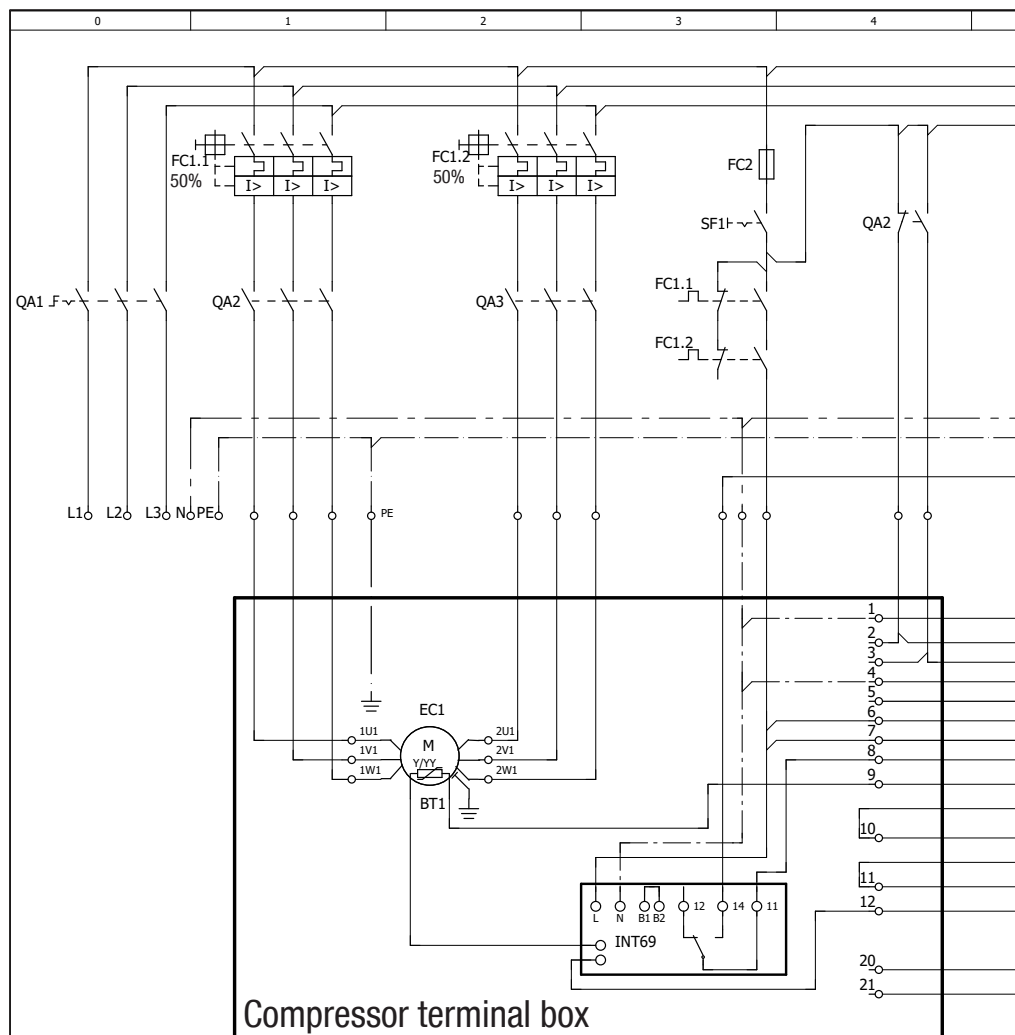 0 1 2 3 4
FC1.1
50%
I> I> I>
FC1.2
50%
I> I> I>
FC2
SF1
QA2
QA1
QA2
QA3
FC1.1
FC1.2
L1 L2 L3 N PE
PE
1
2
3
4
5
6
7
8
9
10
11
12
20
21
EC1
1U1
1V1
1W1
M
Y/YY
2U1
2V1
2W1
BT1
L N B1 B2 12 14 11
INT69
Compressor terminal box